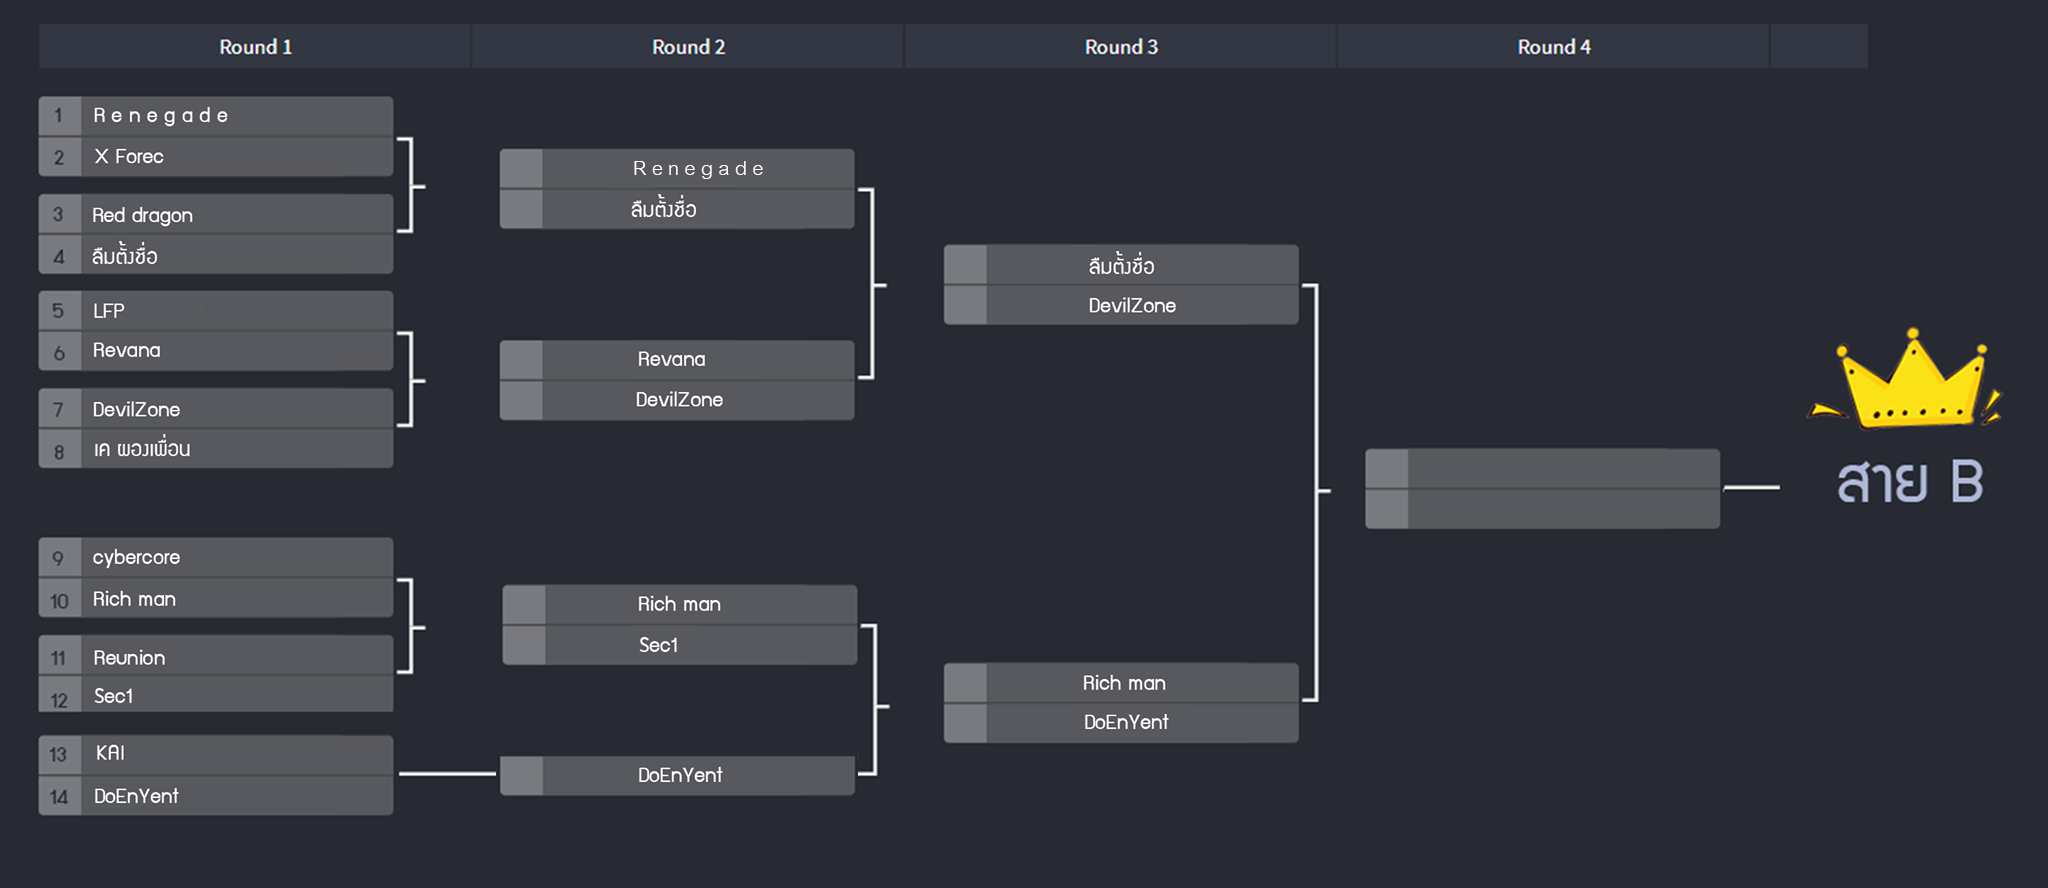 Round 1
Round 2
Round 3
Round 4
1 Renegade
2 X Forec
3 Red dragon
4 ลืมตั้งชื่อ
5 LFP
6 Revana
7 DevilZone
8 เค ผองเพื่อน
9 cybercore
10 Rich man
11 Reunion
12 Sec1
13 KAI
14 DoEnYent
Renegade
ลืมตั้งชื่อ
Revana
DevilZone
Rich man
Sec1
DoEnYent
ลืมตั้งชื่อ
DevilZone
Rich man
DoEnYent
สาย B